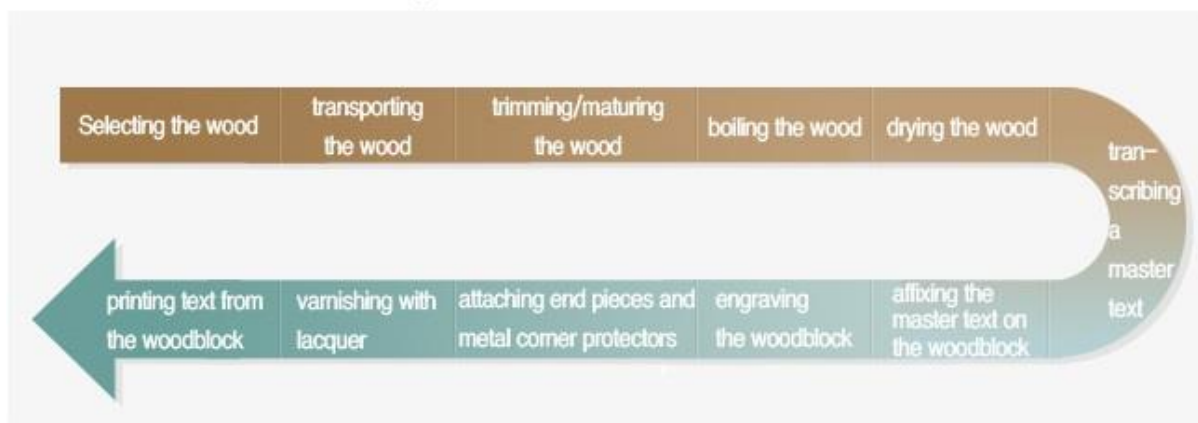 Selecting the wood
transporting
the wood
trimming/maturing
the wood
boiling the wood
drying the wood
tran-
scribing
a
master
text
affixing the
master text on
the woodblock
engraving
the woodblock
attaching end pieces and
metal corner protectors
varnishing with
lacquer
printing text from
the woodblock